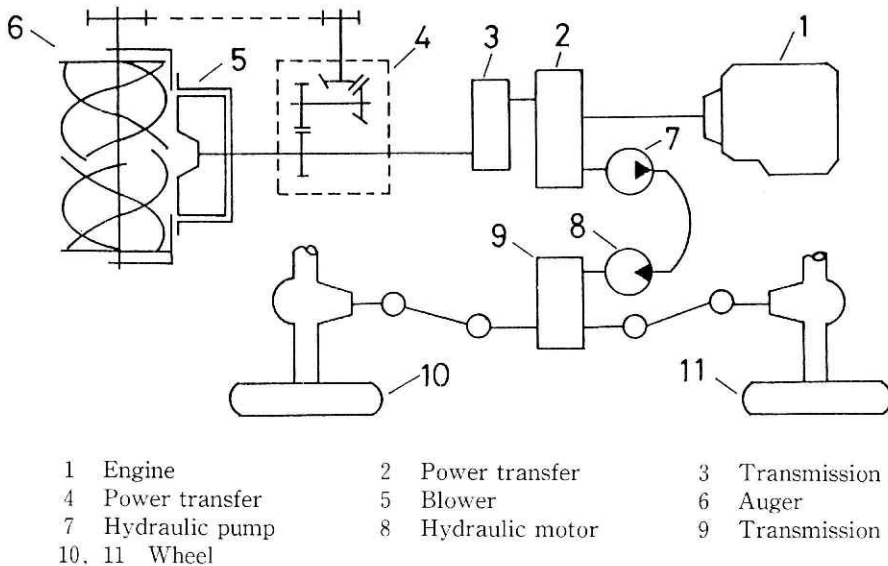 6
5
4
3
2
1
7
8
9
10
11
1 Engine 2 Power transfer 3 Transmission
4 Power transfer 5 Blower 6 Auger
7 Hydraulic pump 8 Hydraulic motor 9 Transmission
10, 11 Wheel